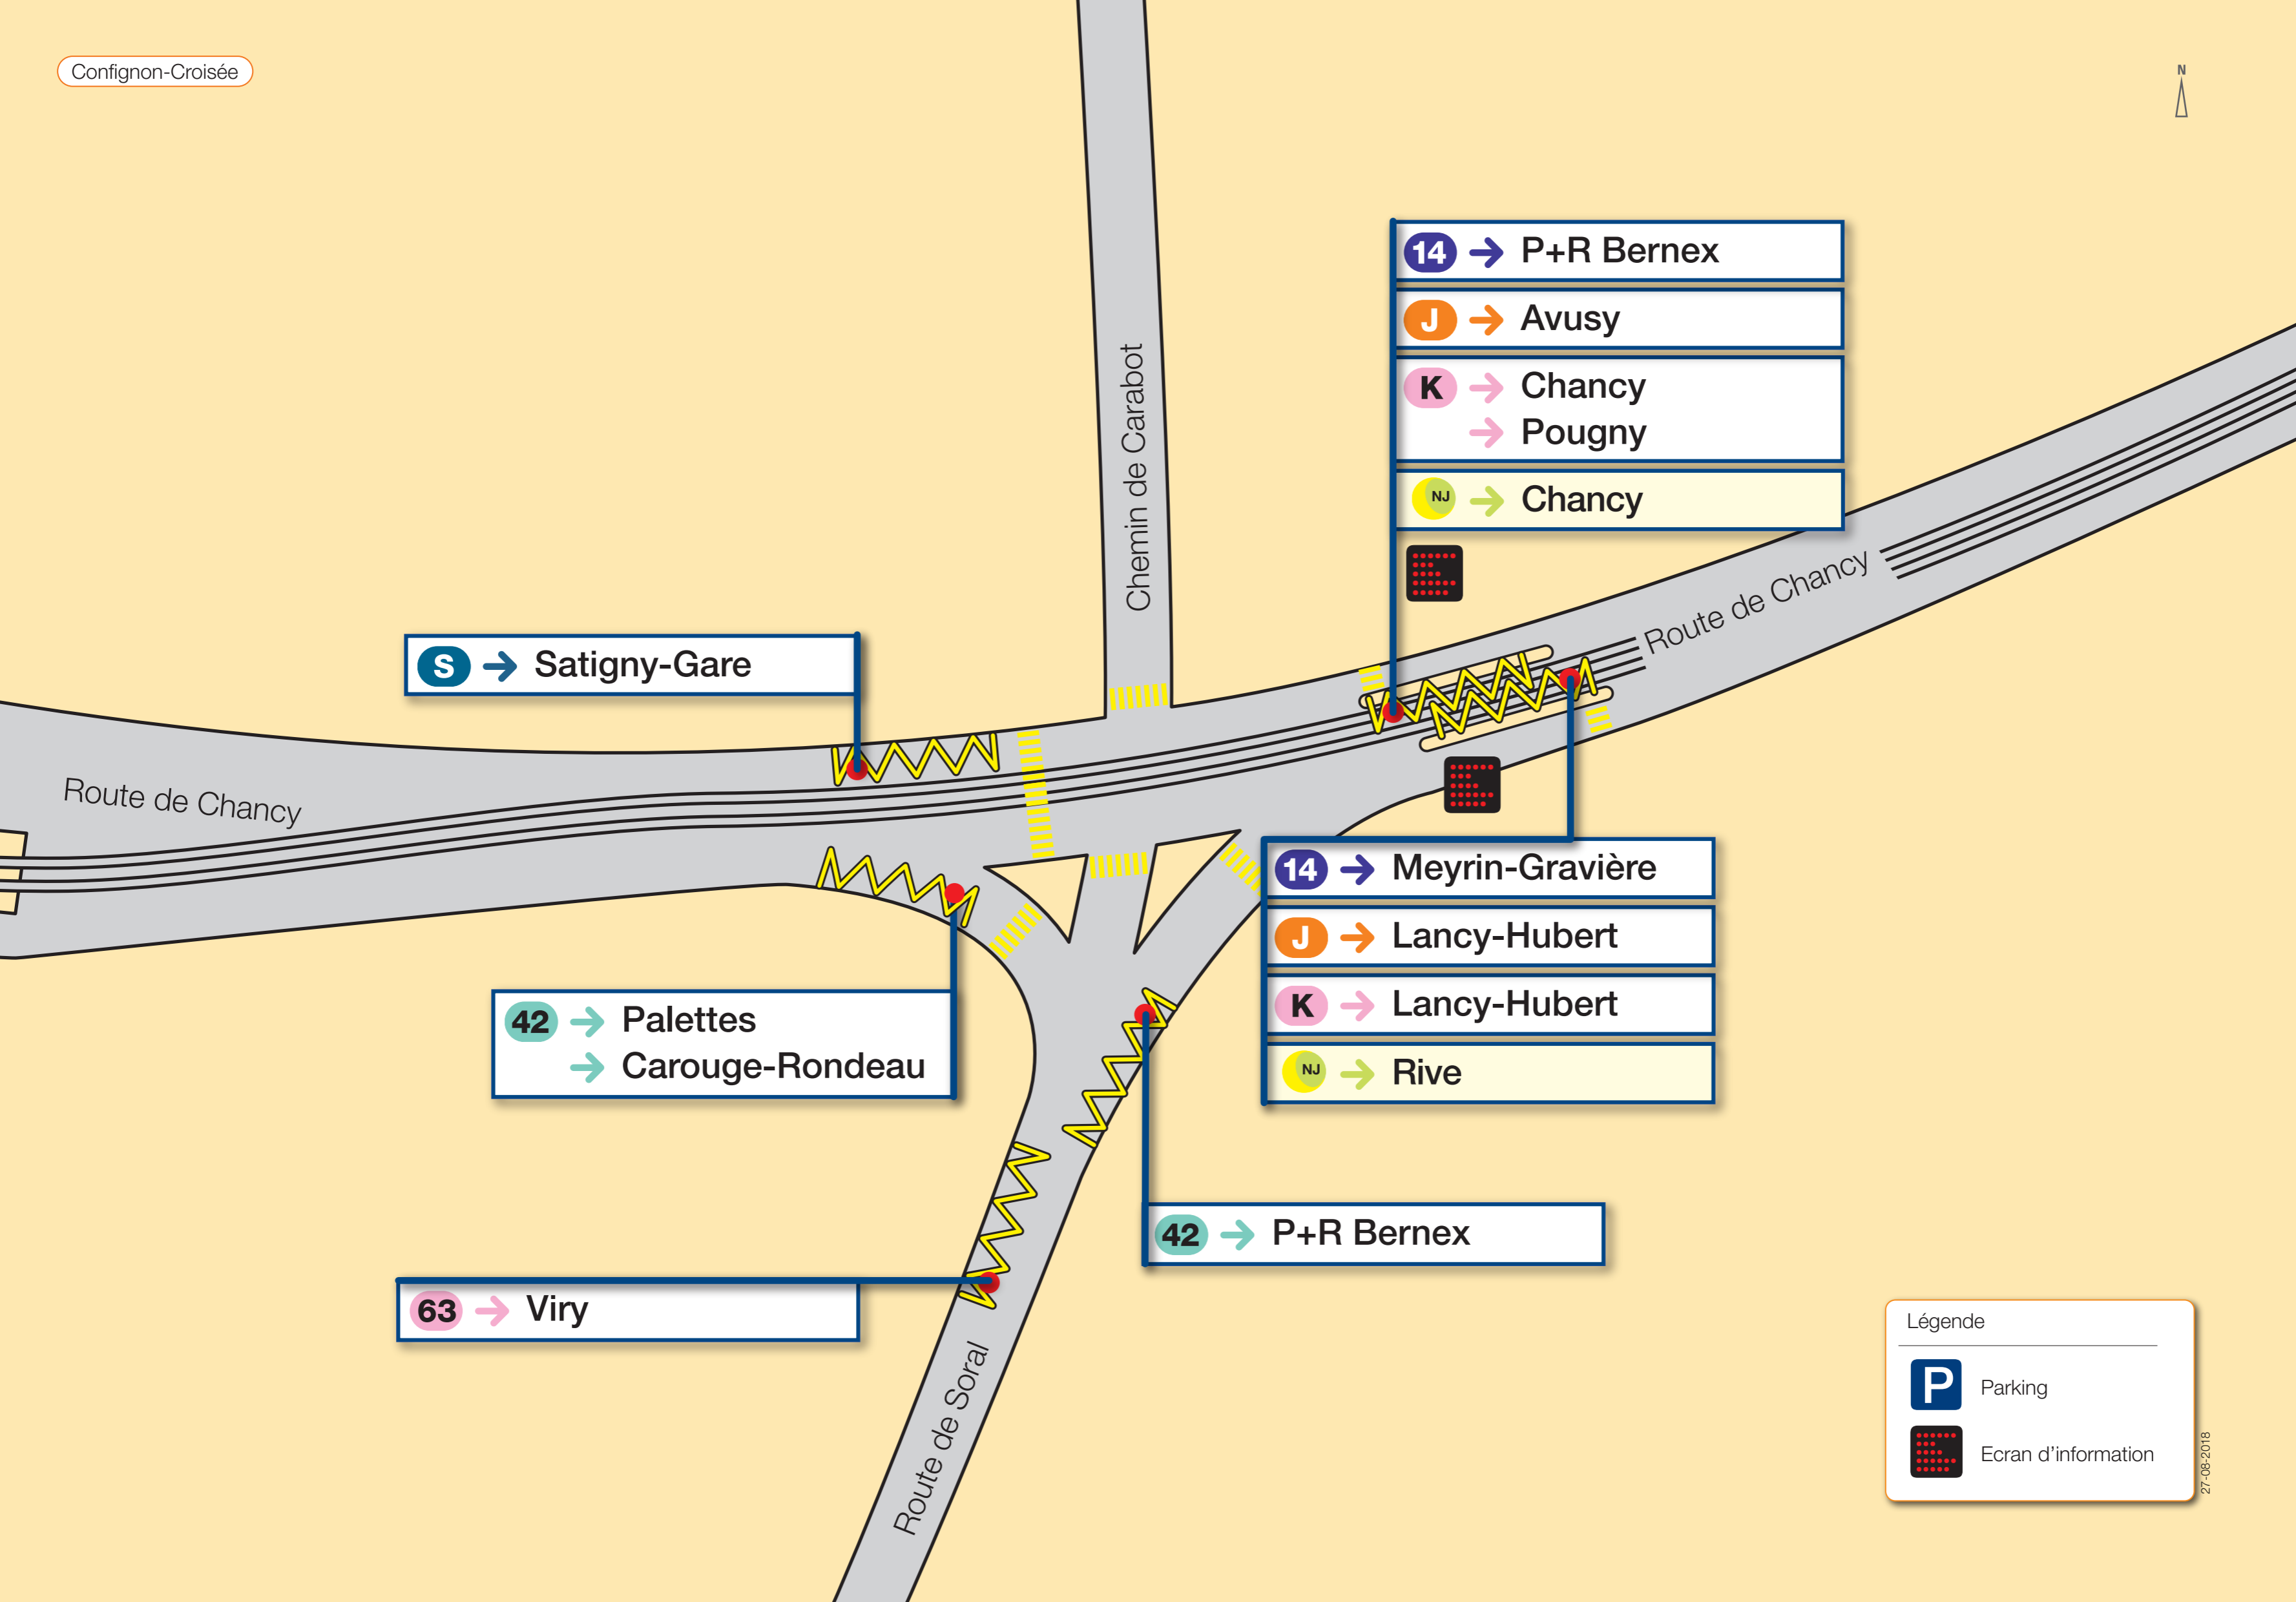 Confignon-Croisée
N
14 P+R Bernex
J Avusy
K Chancy
Pougny
NJ Chancy
Chemin de Carabot
Route de Chancy
S Satigny-Gare
Route de Chancy
14 Meyrin-Gravière
J Lancy-Hubert
K Lancy-Hubert
NJ Rive
42 Palettes
Carouge-Rondeau
42 P+R Bernex
63 Viry
Route de Soral
Légende
P Parking
Ecran d'information
27-08-2018